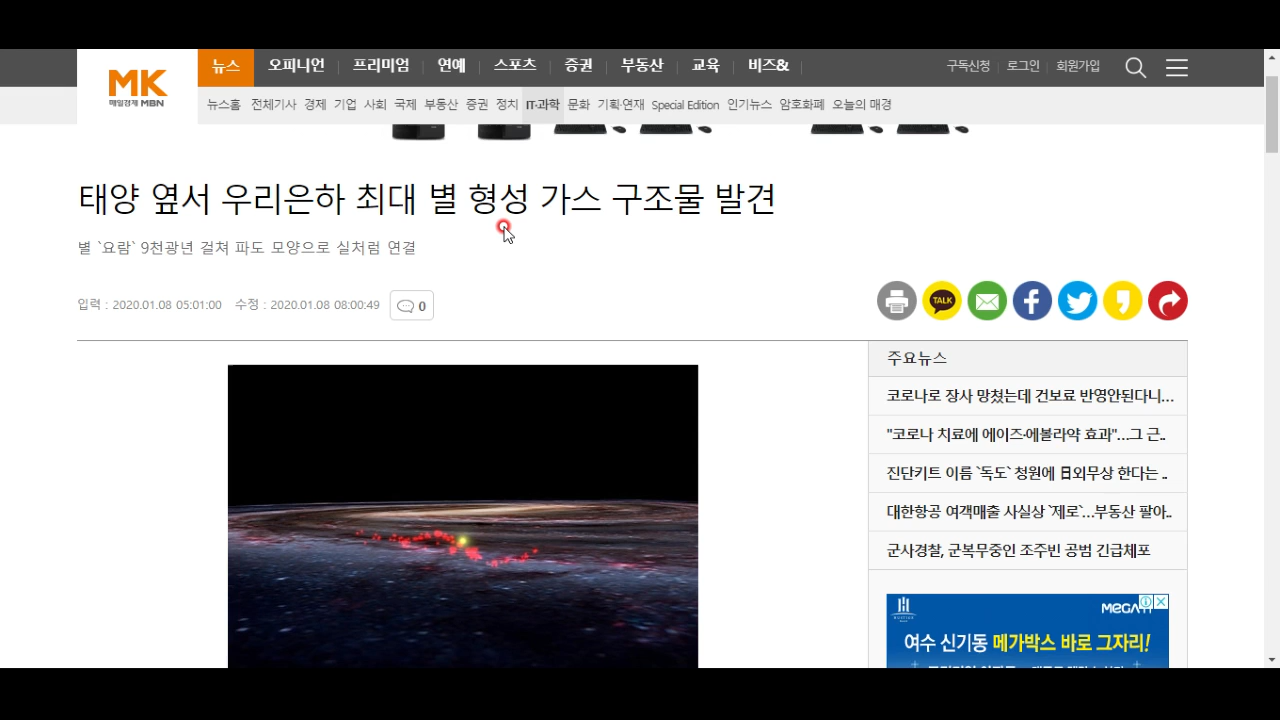 MK
매일경제 MBN
뉴스 오피니언 프리미엄 연예 스포츠 증권 부동산 교육 비즈&
구독신청 로그인 회원가입
뉴스홈 전체기사 경제 기업 사회 국제 부동산 증권 정치 IT·과학 문화 기획·연재 Special Edition 인기뉴스 암호화폐 오늘의 매경
태양 옆서 우리은하 최대 별 형성 가스 구조물 발견
별 `요람` 9천광년 걸쳐 파도 모양으로 실처럼 연결
입력 : 2020.01.08 05:01:00 수정 : 2020.01.08 08:00:49 0
TALK
주요뉴스
코로나로 장사 망쳤는데 건보료 반영안된다니...
"코로나 치료에 에이즈·에볼라약 효과"...그 근..
진단키트 이름 `독도` 청원에 日외무상 한다는 ..
대한항공 여객매출 사실상 `제로`...부동산 팔아..
군사경찰, 군복무중인 조주빈 공범 긴급체포
여수 신기동 메가박스 바로 그자리!